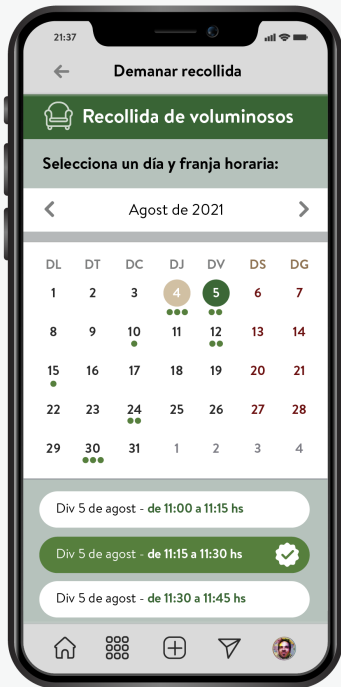 21:37
Demanar recollida
Recollida de voluminosos
Selecciona un día y franja horaria:
Agost de 2021
DL DT DC DJ DV DS DG
1 2 3 4 5 6 7
8 9 10 11 12 13 14
15 16 17 18 19 20 21
22 23 24 25 26 27 28
29 30 31 1 2 3 4
Div 5 de agost - de 11:00 a 11:15 hs
Div 5 de agost - de 11:15 a 11:30 hs
Div 5 de agost - de 11:30 a 11:45 hs